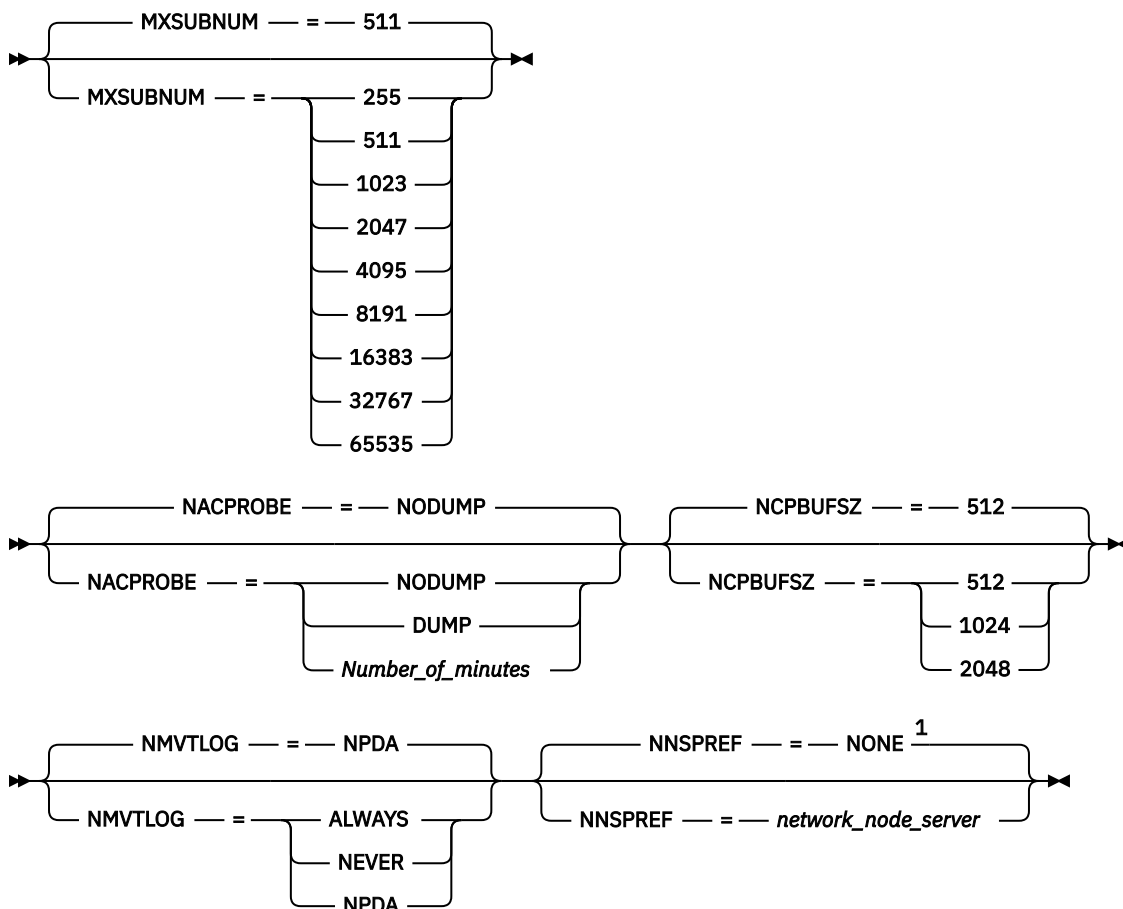 MXSUBNUM = 511
MXSUBNUM = 255
511
1023
2047
4095
8191
16383
32767
65535
NACPROBE = NODUMP NCPBUFSZ = 512
NACPROBE = NODUMP NCPBUFSZ = 512
DUMP 1024
Number_of_minutes 2048
NMVTLOG = NPDA NNSPREF = NONE 1
NMVTLOG = ALWAYS NNSPREF = network_node_server
NEVER
NPDA